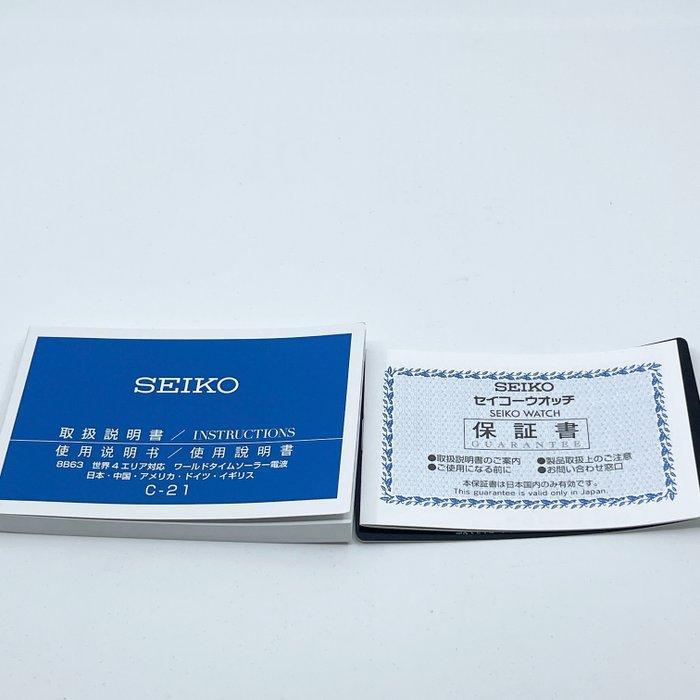 SEIKO
取扱説明書 / INSTRUCTIONS
使用说明书 / 使用說明書
8B63 世界4エリア対応 ワールドタイムソーラー電波
日本・中国・アメリカ・ドイツ・イギリス
C-21
SEIKO
セイコーウオッチ
SEIKO WATCH
保証書
GUARANTEE
●取扱説明書のご案内 ●製品取扱上のご注意
●ご使用になる前に ●お問い合わせ窓口
本保証書は日本国内のみ有効です。
This guarantee is valid only in Japan.